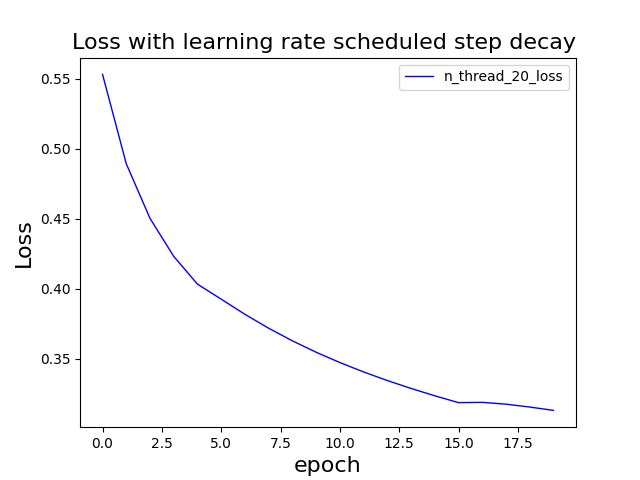 Loss with learning rate scheduled step decay
n_thread_20_loss
0.55
0.50
0.45
0.40
0.35
Loss
0.0 2.5 5.0 7.5 10.0 12.5 15.0 17.5
epoch